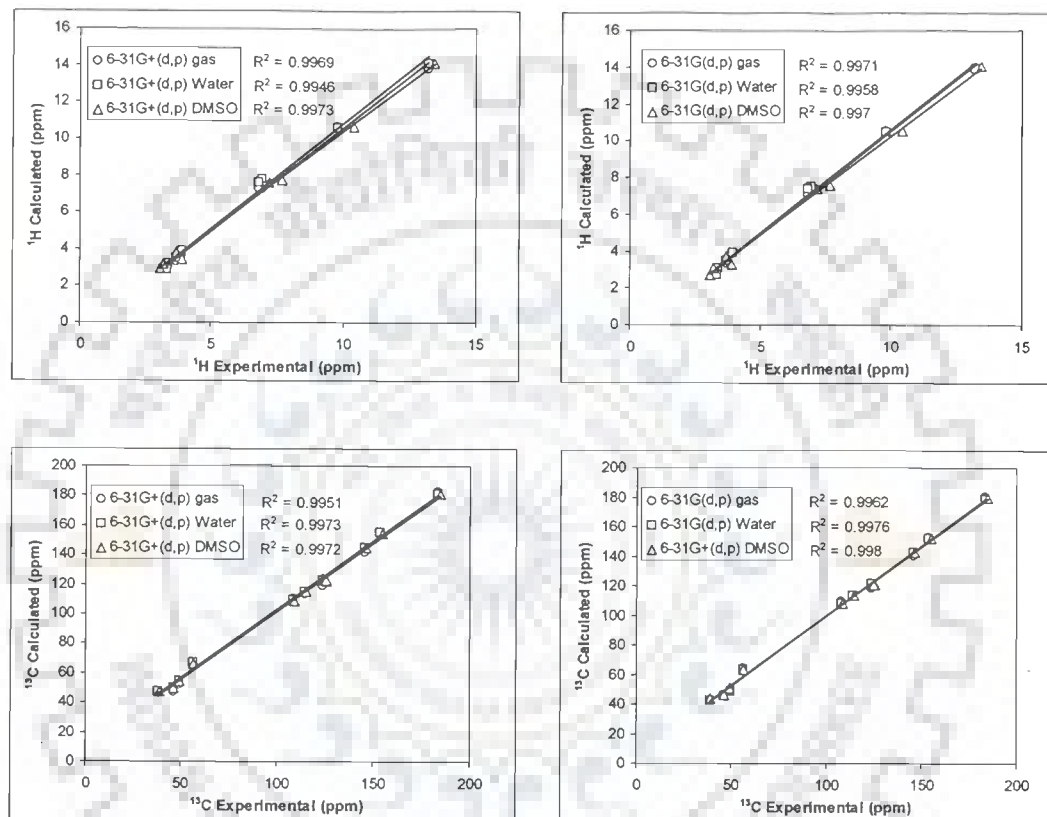 16
14
12
10
8
6
4
2
0
¹H Calculated (ppm)
6-31G+(d,p) gas R² = 0.9969
6-31G+(d,p) Water R² = 0.9946
6-31G+(d,p) DMSO R² = 0.9973
0 5 10 15
¹H Experimental (ppm)
16
14
12
10
8
6
4
2
0
¹H Calculated (ppm)
6-31G(d,p) gas R² = 0.9971
6-31G(d,p) Water R² = 0.9958
6-31G(d,p) DMSO R² = 0.997
0 5 10 15
¹H Experimental (ppm)
200
180
160
140
120
100
80
60
40
20
0
¹³C Calculated (ppm)
6-31G+(d,p) gas R² = 0.9951
6-31G+(d,p) Water R² = 0.9973
6-31G+(d,p) DMSO R² = 0.9972
0 50 100 150 200
¹³C Experimental (ppm)
200
180
160
140
120
100
80
60
40
20
0
¹³C Calculated (ppm)
6-31G(d,p) gas R² = 0.9962
6-31G(d,p) Water R² = 0.9976
6-31G+(d,p) DMSO R² = 0.998
0 50 100 150 200
¹³C Experimental (ppm)